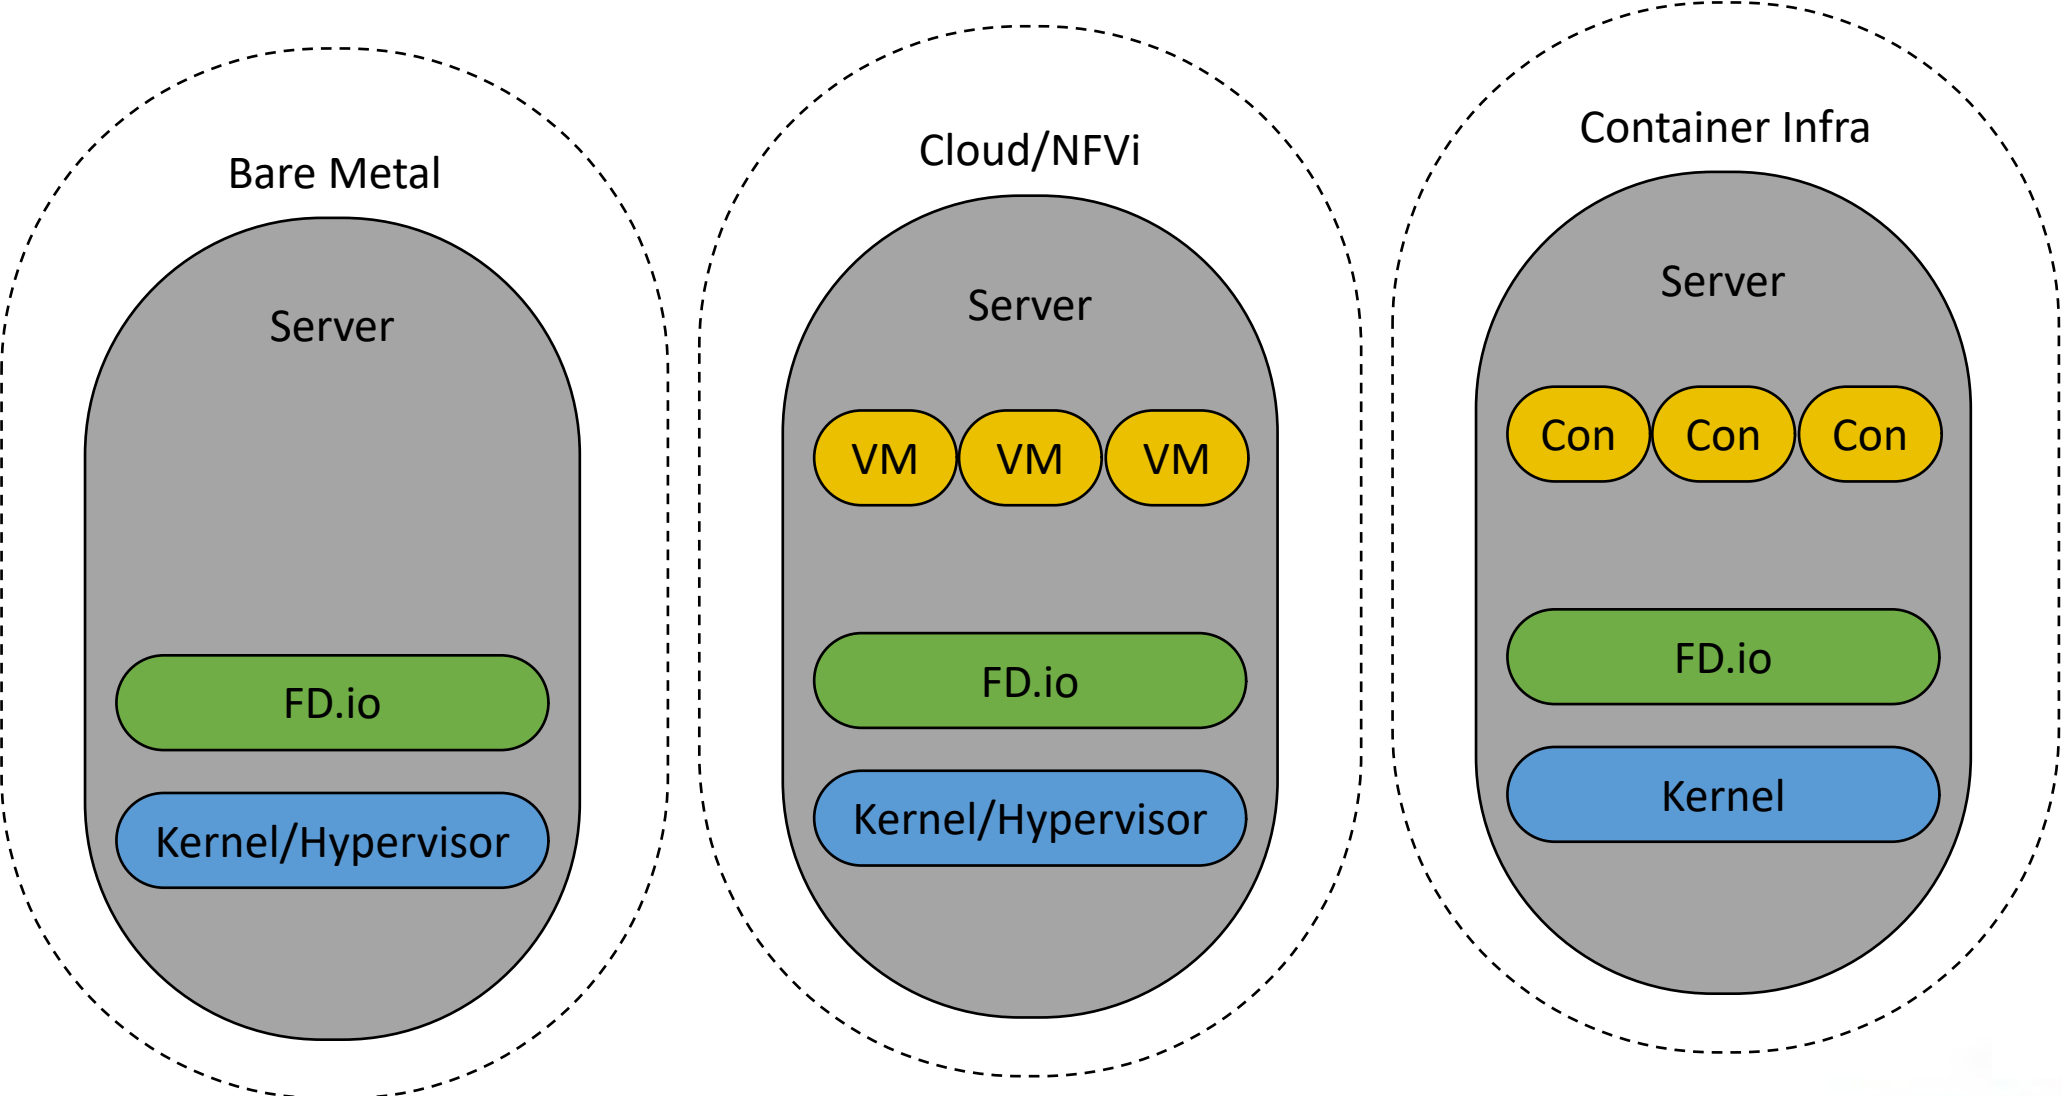 Bare Metal
Server
FD.io
Kernel/Hypervisor
Cloud/NFVi
Server
VM VM VM
FD.io
Kernel/Hypervisor
Container Infra
Server
Con Con Con
FD.io
Kernel